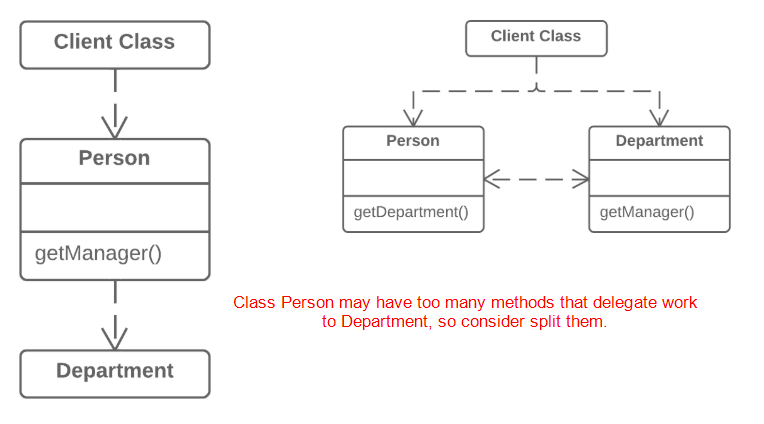 Client Class
Person
getManager()
Department
Client Class
Person
getDepartment()
Department
getManager()
Class Person may have too many methods that delegate work
to Department, so consider split them.